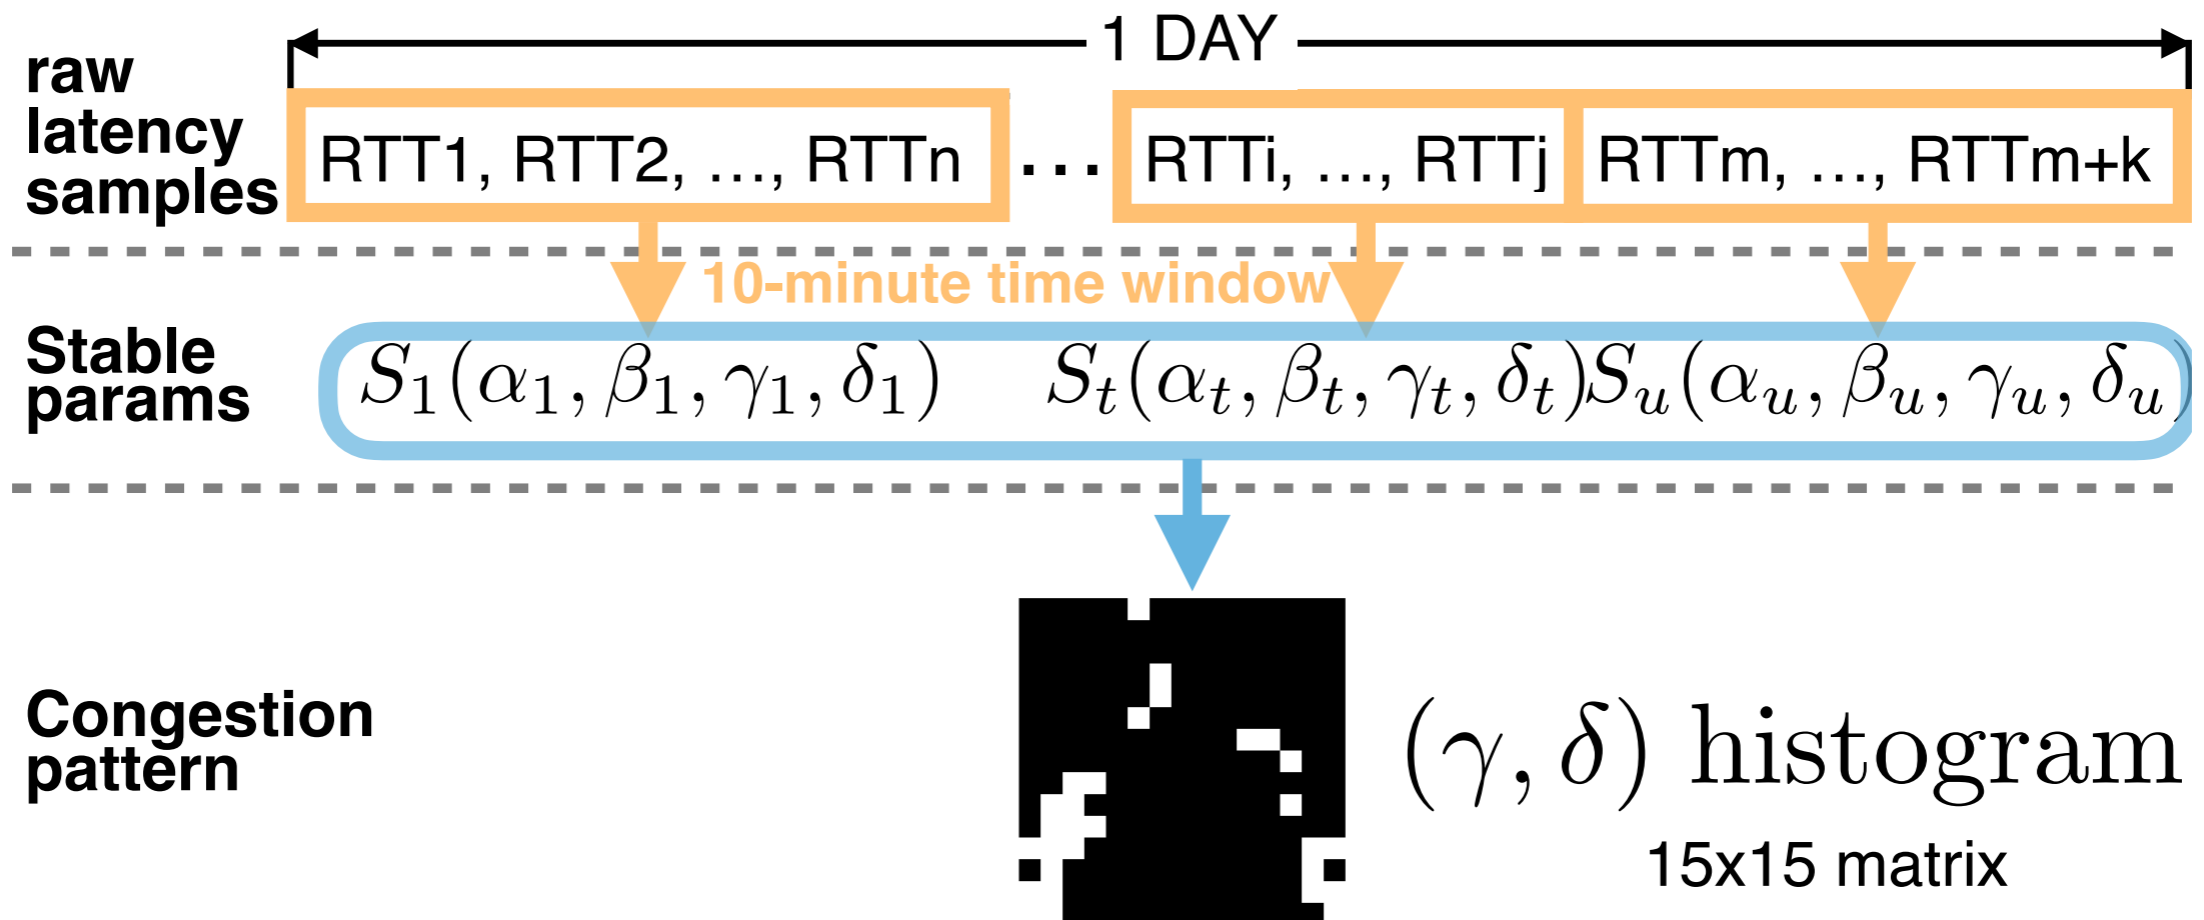 1 DAY
raw
latency
samples
RTT1, RTT2, ..., RTTn ... RTTi, ..., RTTj RTTm, ..., RTTm+k
10-minute time window
Stable
params
S₁(α₁, β₁, γ₁, δ₁) Sₜ(αₜ, βₜ, γₜ, δₜ) Sᵤ(αᵤ, βᵤ, γᵤ, δᵤ)
Congestion
pattern
(γ, δ) histogram
15x15 matrix